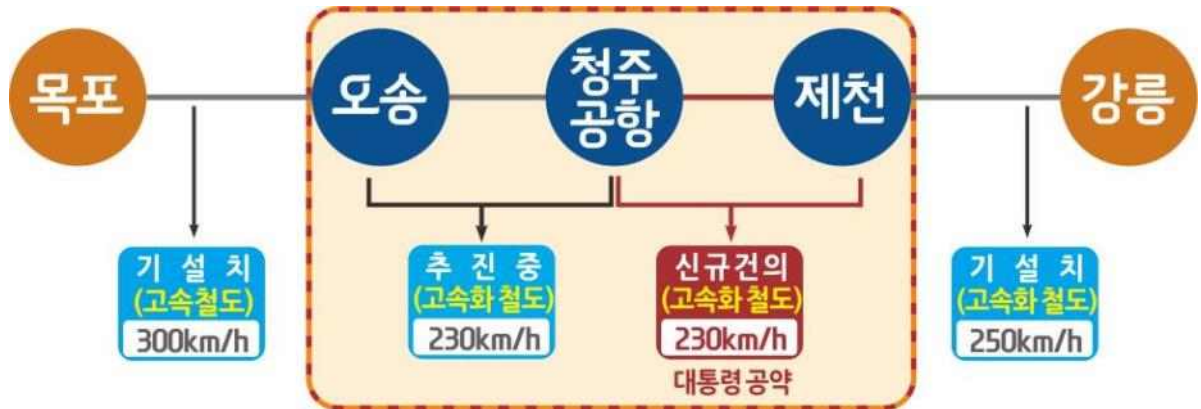 목포
오송
청주
공항
제천
강릉
기 설 치
(고속철도)
300km/h
추 진 중
(고속화 철도)
230km/h
신규건의
(고속화 철도)
230km/h
대통령 공약
기 설 치
(고속화 철도)
250km/h